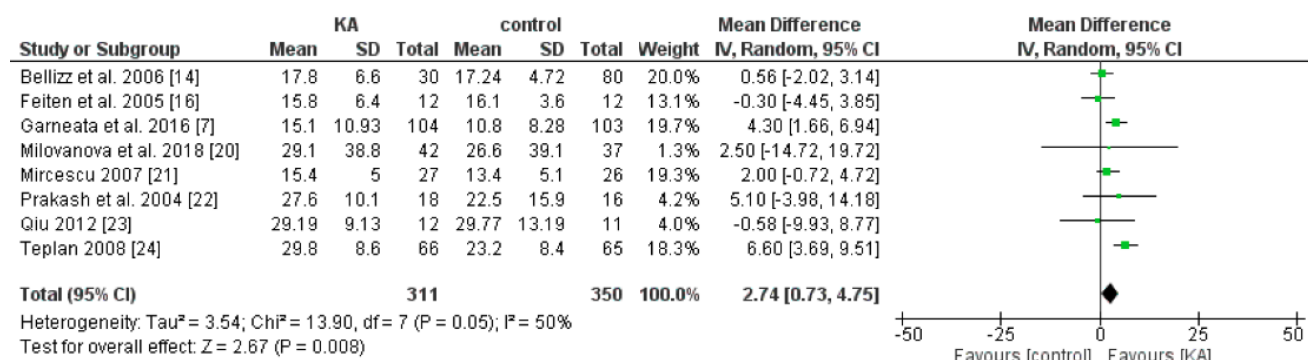 KA control Mean Difference Mean Difference
Study or Subgroup Mean SD Total Mean SD Total Weight IV, Random, 95% CI IV, Random, 95% CI
Bellizz et al. 2006 [14] 17.8 6.6 30 17.24 4.72 80 20.0% 0.56 [-2.02, 3.14]
Feiten et al. 2005 [16] 15.8 6.4 12 16.1 3.6 12 13.1% -0.30 [-4.45, 3.85]
Garneata et al. 2016 [7] 15.1 10.93 104 10.8 8.28 103 19.7% 4.30 [1.66, 6.94]
Milovanova et al. 2018 [20] 29.1 38.8 42 26.6 39.1 37 1.3% 2.50 [-14.72, 19.72]
Mircescu 2007 [21] 15.4 5 27 13.4 5.1 26 19.3% 2.00 [-0.72, 4.72]
Prakash et al. 2004 [22] 27.6 10.1 18 22.5 15.9 16 4.2% 5.10 [-3.98, 14.18]
Qiu 2012 [23] 29.19 9.13 12 29.77 13.19 11 4.0% -0.58 [-9.93, 8.77]
Teplan 2008 [24] 29.8 8.6 66 23.2 8.4 65 18.3% 6.60 [3.69, 9.51]
Total (95% CI) 311 350 100.0% 2.74 [0.73, 4.75]
Heterogeneity: Tau² = 3.54; Chi² = 13.90, df = 7 (P = 0.05); I² = 50%
Test for overall effect: Z = 2.67 (P = 0.008)
-50 -25 0 25 50
Favours [control] Favours [KA]